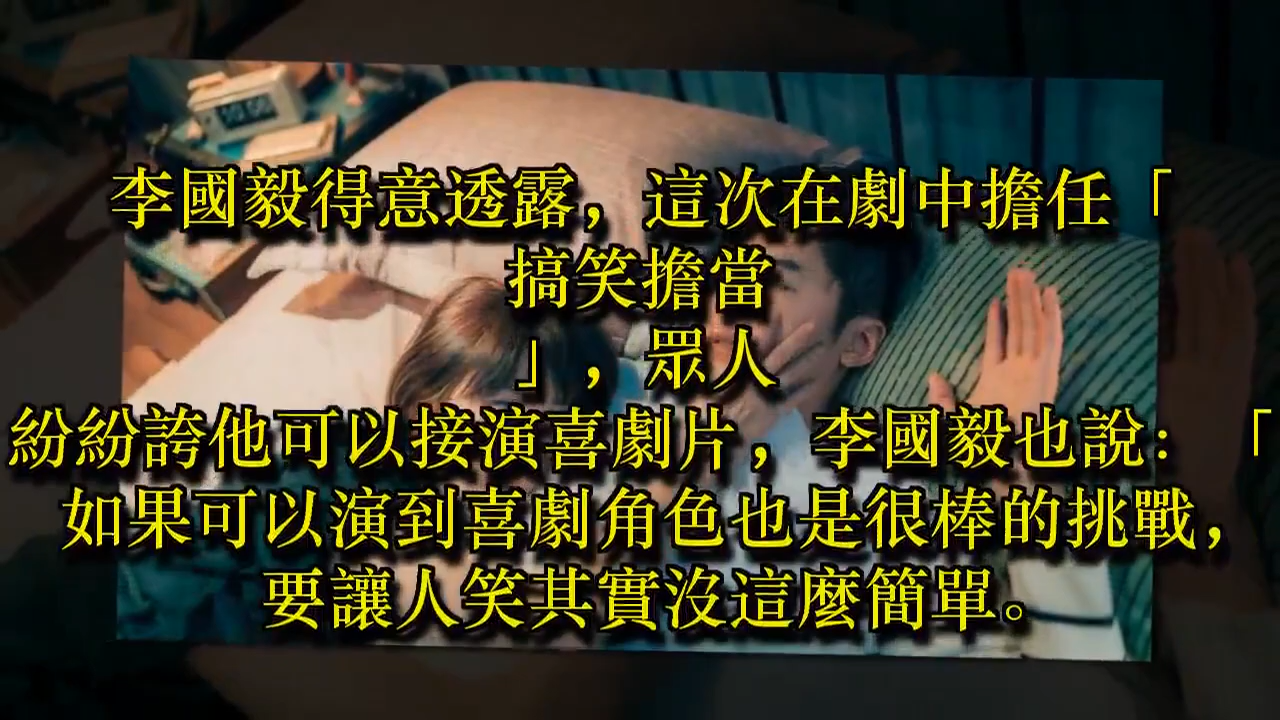 李國毅得意透露，這次在劇中擔任「
搞笑擔當
」，眾人
紛紛誇他可以接演喜劇片，李國毅也說：「
如果可以演到喜劇角色也是很棒的挑戰，
要讓人笑其實沒這麼簡單。